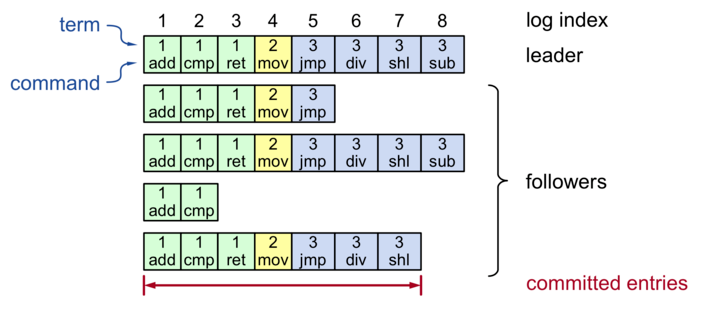 1 2 3 4 5 6 7 8 log index
term
1 1 1 2 3 3 3 3 leader
add cmp ret mov jmp div shl sub
command
1 1 1 2 3
add cmp ret mov jmp
1 1 1 2 3 3 3 3
add cmp ret mov jmp div shl sub
followers
1 1
add cmp
1 1 1 2 3 3 3
add cmp ret mov jmp div shl
committed entries